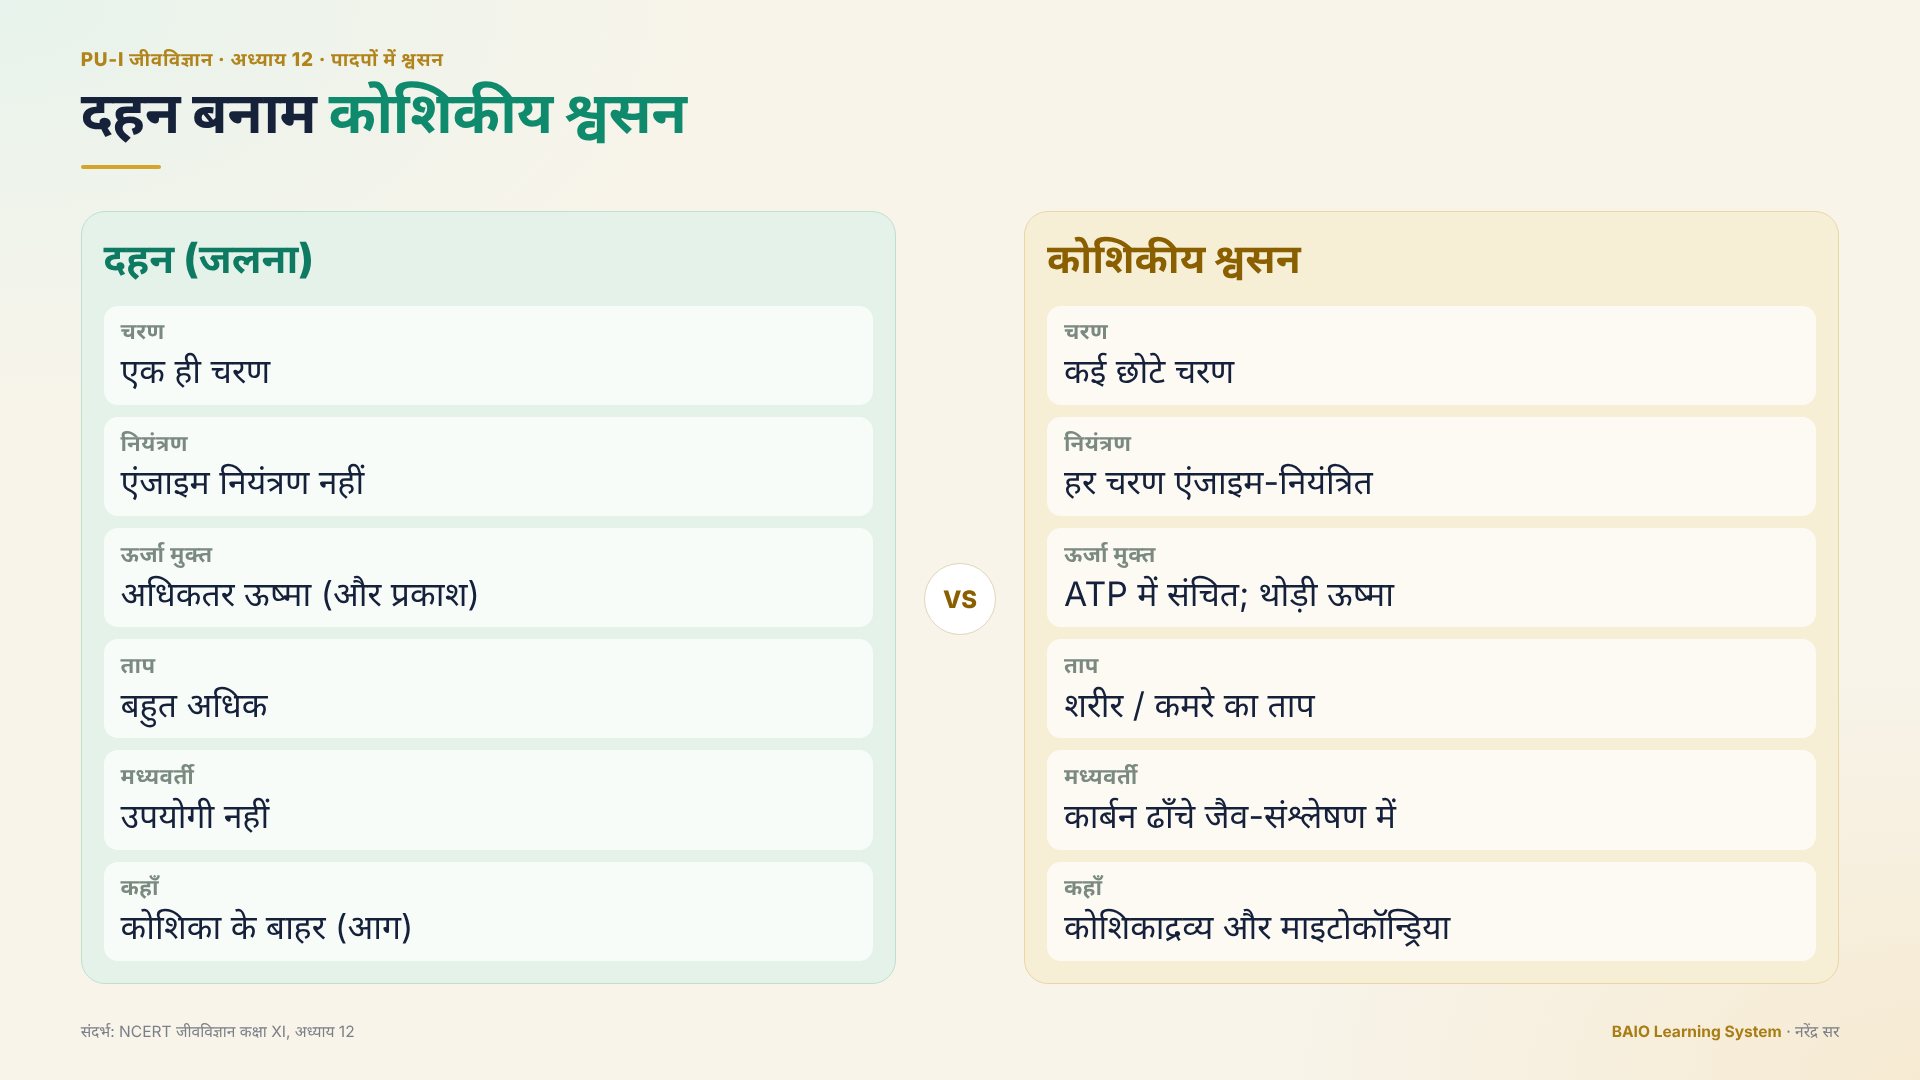 PU-I जीवविज्ञान · अध्याय 12 · पादपों में श्वसन
दहन बनाम कोशिकीय श्वसन
दहन (जलना)
चरण
एक ही चरण
नियंत्रण
एंजाइम नियंत्रण नहीं
ऊर्जा मुक्त
अधिकतर ऊष्मा (और प्रकाश)
ताप
बहुत अधिक
मध्यवर्ती
उपयोगी नहीं
कहाँ
कोशिका के बाहर (आग)
VS
कोशिकीय श्वसन
चरण
कई छोटे चरण
नियंत्रण
हर चरण एंजाइम-नियंत्रित
ऊर्जा मुक्त
ATP में संचित; थोड़ी ऊष्मा
ताप
शरीर / कमरे का ताप
मध्यवर्ती
कार्बन ढाँचे जैव-संश्लेषण में
कहाँ
कोशिकाद्रव्य और माइटोकॉन्ड्रिया
संदर्भ: NCERT जीवविज्ञान कक्षा XI, अध्याय 12
BAIO Learning System · नरेंद्र सर